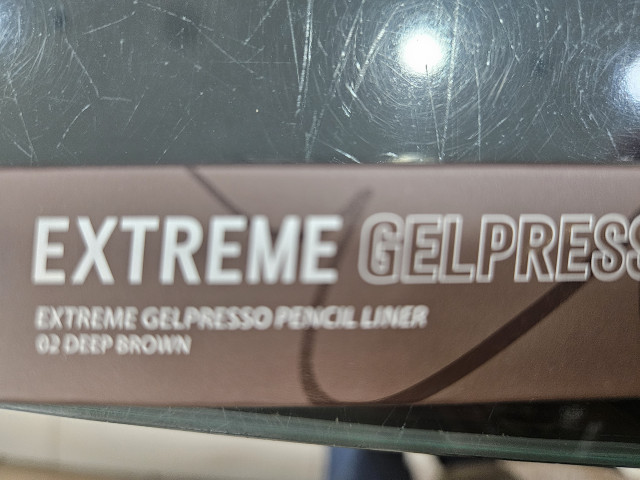 EXTREME GELPRESS
EXTREME GELPRESSO PENCIL LINER
02 DEEP BROWN